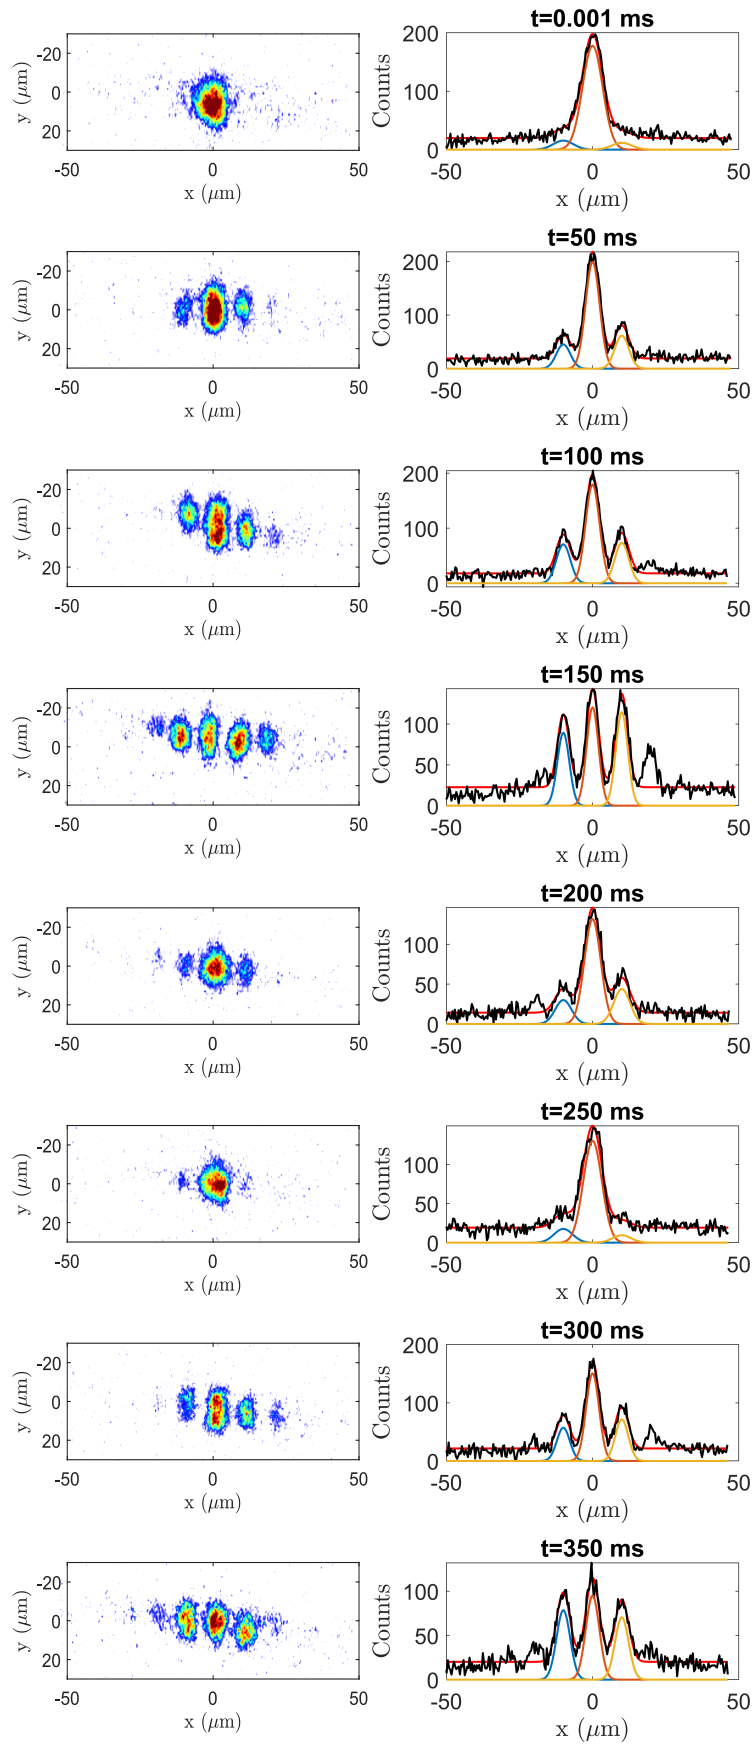 y (μm)
-20
0
20
-50 0 50
x (μm)
t=0.001 ms
Counts
200
100
0
-50 0 50
x (μm)
y (μm)
-20
0
20
-50 0 50
x (μm)
t=50 ms
Counts
200
100
0
-50 0 50
x (μm)
y (μm)
-20
0
20
-50 0 50
x (μm)
t=100 ms
Counts
200
100
0
-50 0 50
x (μm)
y (μm)
-20
0
20
-50 0 50
x (μm)
t=150 ms
Counts
100
50
0
-50 0 50
x (μm)
y (μm)
-20
0
20
-50 0 50
x (μm)
t=200 ms
Counts
100
50
0
-50 0 50
x (μm)
y (μm)
-20
0
20
-50 0 50
x (μm)
t=250 ms
Counts
100
50
0
-50 0 50
x (μm)
y (μm)
-20
0
20
-50 0 50
x (μm)
t=300 ms
Counts
200
100
0
-50 0 50
x (μm)
y (μm)
-20
0
20
-50 0 50
x (μm)
t=350 ms
Counts
100
50
0
-50 0 50
x (μm)